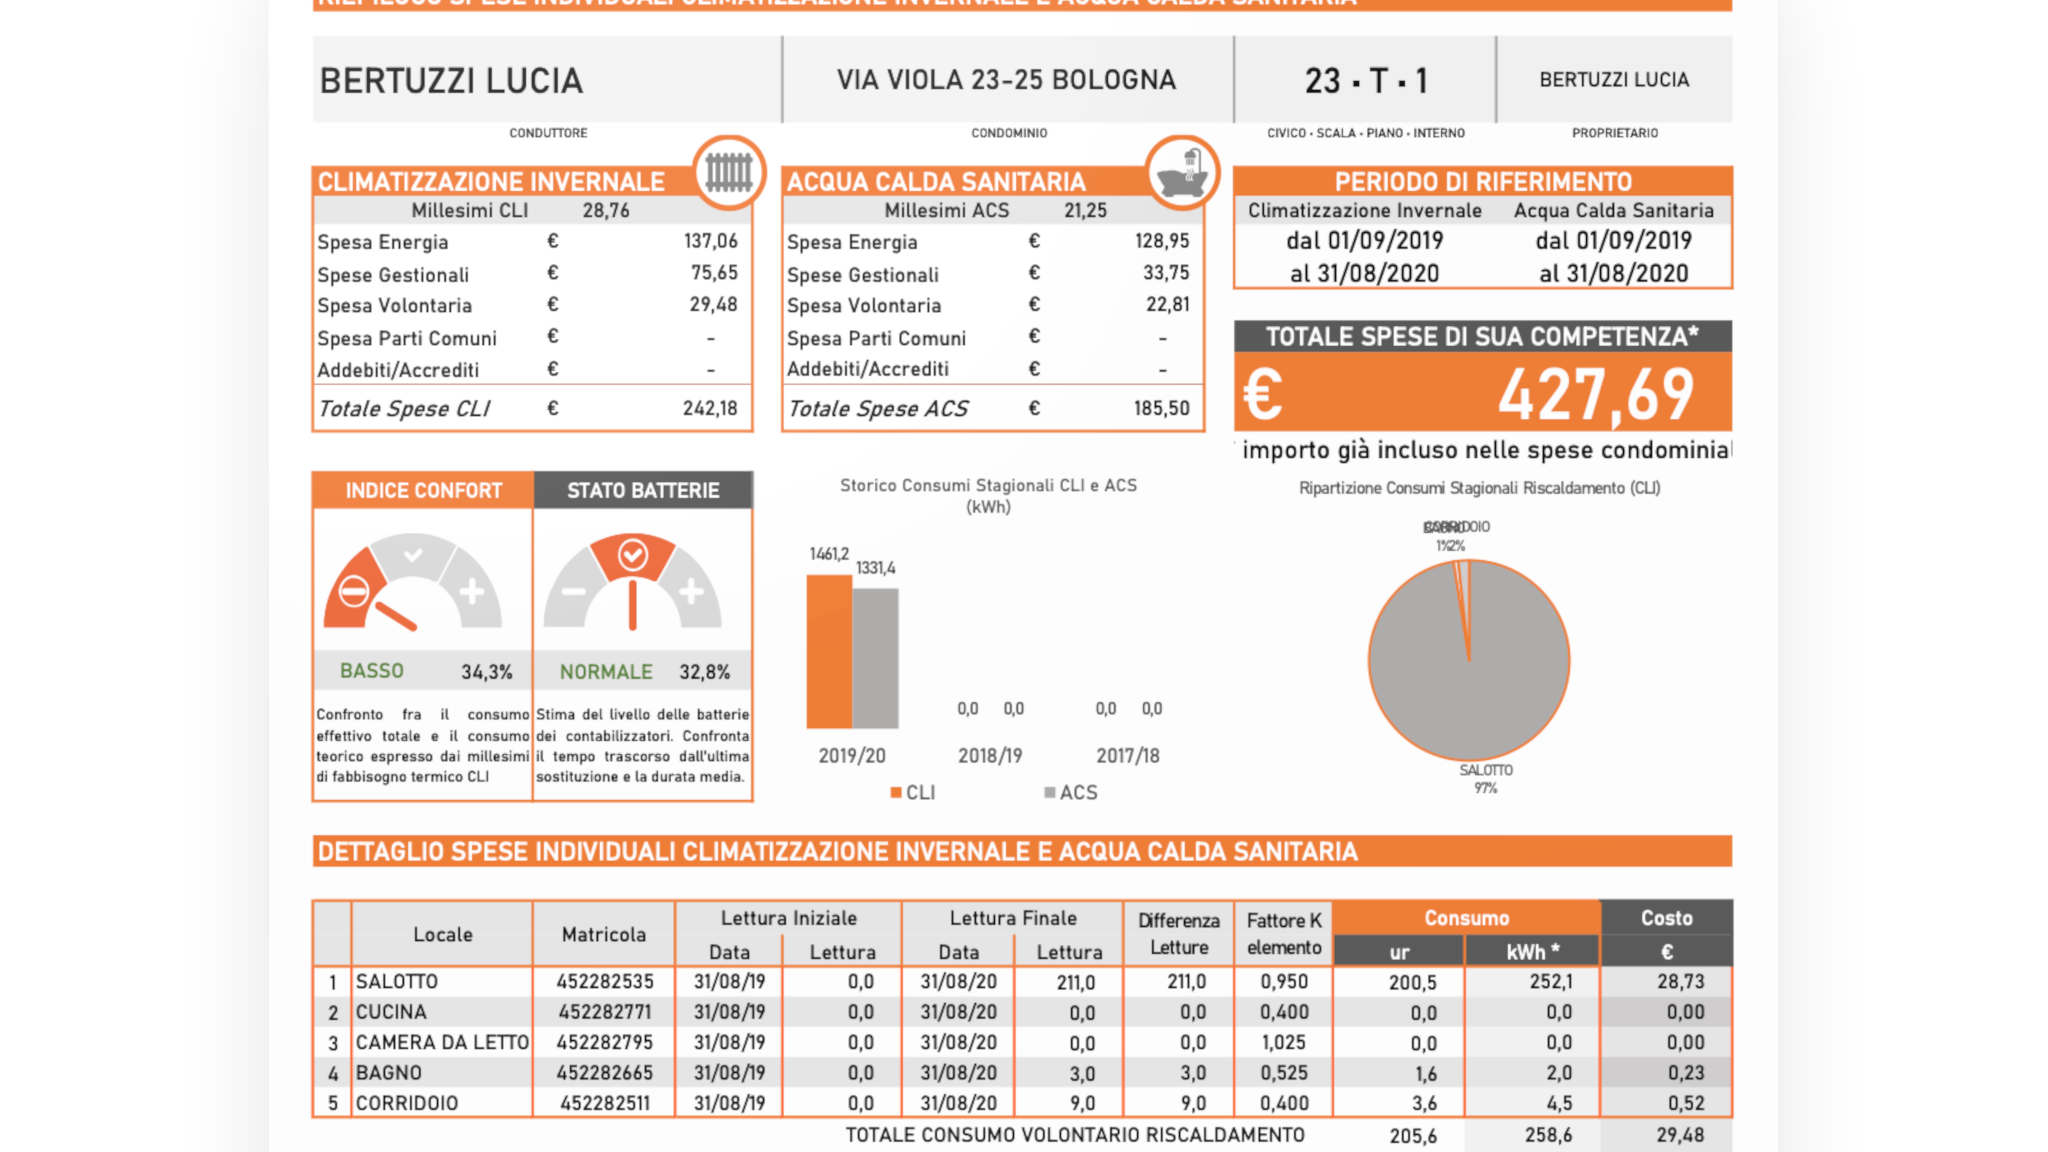 RIEPILOGO SPESE INDIVIDUALI CLIMATIZZAZIONE INVERNALE E ACQUA CALDA SANITARIA
BERTUZZI LUCIA
VIA VIOLA 23-25 BOLOGNA
23 · T · 1
BERTUZZI LUCIA
CONDUTTORE
CONDOMINIO
CIVICO · SCALA · PIANO · INTERNO
PROPRIETARIO
CLIMATIZZAZIONE INVERNALE
Millesimi CLI 28,76
Spesa Energia € 137,06
Spese Gestionali € 75,65
Spesa Volontaria € 29,48
Spesa Parti Comuni € -
Addebiti/Accrediti € -
Totale Spese CLI € 242,18
ACQUA CALDA SANITARIA
Millesimi ACS 21,25
Spesa Energia € 128,95
Spese Gestionali € 33,75
Spesa Volontaria € 22,81
Spesa Parti Comuni € -
Addebiti/Accrediti € -
Totale Spese ACS € 185,50
PERIODO DI RIFERIMENTO
Climatizzazione Invernale Acqua Calda Sanitaria
dal 01/09/2019 dal 01/09/2019
al 31/08/2020 al 31/08/2020
TOTALE SPESE DI SUA COMPETENZA*
€ 427,69
importo già incluso nelle spese condominial
INDICE CONFORT
BASSO 34,3%
Confronto fra il consumo
effettivo totale e il consumo
teorico espresso dai millesimi
di fabbisogno termico CLI
STATO BATTERIE
NORMALE 32,8%
Stima del livello delle batterie
dei contabilizzatori. Confronta
il tempo trascorso dall'ultima
sostituzione e la durata media.
Storico Consumi Stagionali CLI e ACS
(kWh)
1461,2
1331,4
0,0 0,0 0,0 0,0
2019/20 2018/19 2017/18
CLI ACS
Ripartizione Consumi Stagionali Riscaldamento (CLI)
BAGNO CORRIDOIO
1% 2%
SALOTTO
97%
DETTAGLIO SPESE INDIVIDUALI CLIMATIZZAZIONE INVERNALE E ACQUA CALDA SANITARIA
Locale Matricola Lettura Iniziale Lettura Finale Differenza Letture Fattore K elemento Consumo Costo
Data Lettura Data Lettura ur kWh * €
1 SALOTTO 452282535 31/08/19 0,0 31/08/20 211,0 211,0 0,950 200,5 252,1 28,73
2 CUCINA 452282771 31/08/19 0,0 31/08/20 0,0 0,0 0,400 0,0 0,0 0,00
3 CAMERA DA LETTO 452282795 31/08/19 0,0 31/08/20 0,0 0,0 1,025 0,0 0,0 0,00
4 BAGNO 452282665 31/08/19 0,0 31/08/20 3,0 3,0 0,525 1,6 2,0 0,23
5 CORRIDOIO 452282511 31/08/19 0,0 31/08/20 9,0 9,0 0,400 3,6 4,5 0,52
TOTALE CONSUMO VOLONTARIO RISCALDAMENTO 205,6 258,6 29,48